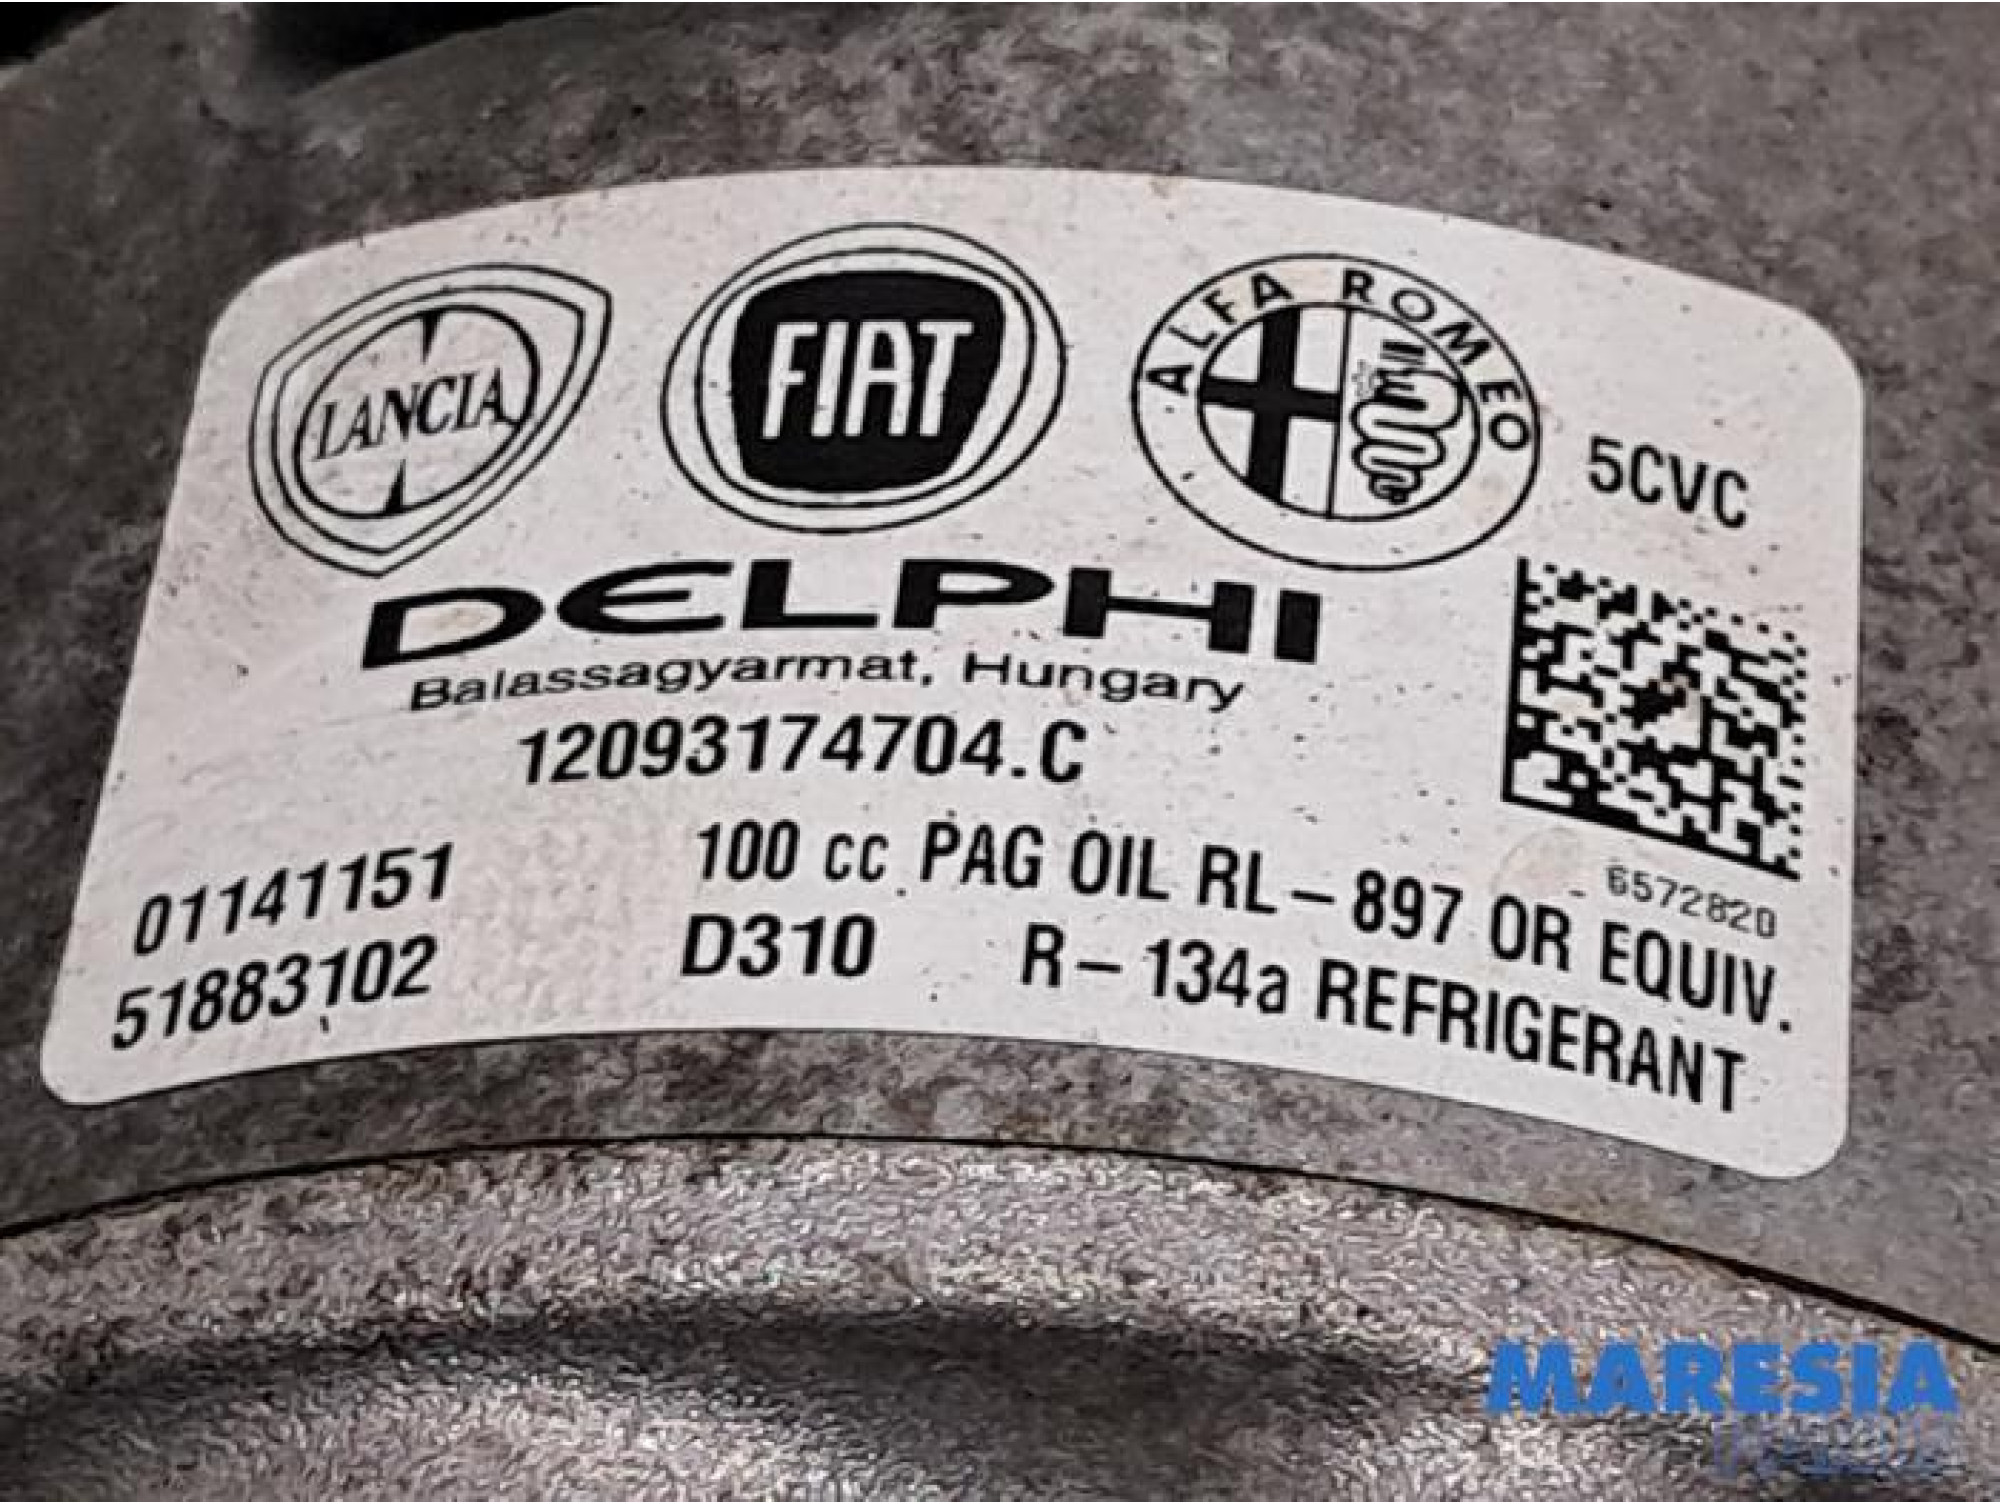 LANCIA
FIAT
ALFA ROMEO
5CVC
DELPHI
Balassagyarmat, Hungary
12093174704.C
6572820
01141151
100 cc PAG OIL RL-897 OR EQUIV.
51883102
D310
R-134a REFRIGERANT
MARESIA